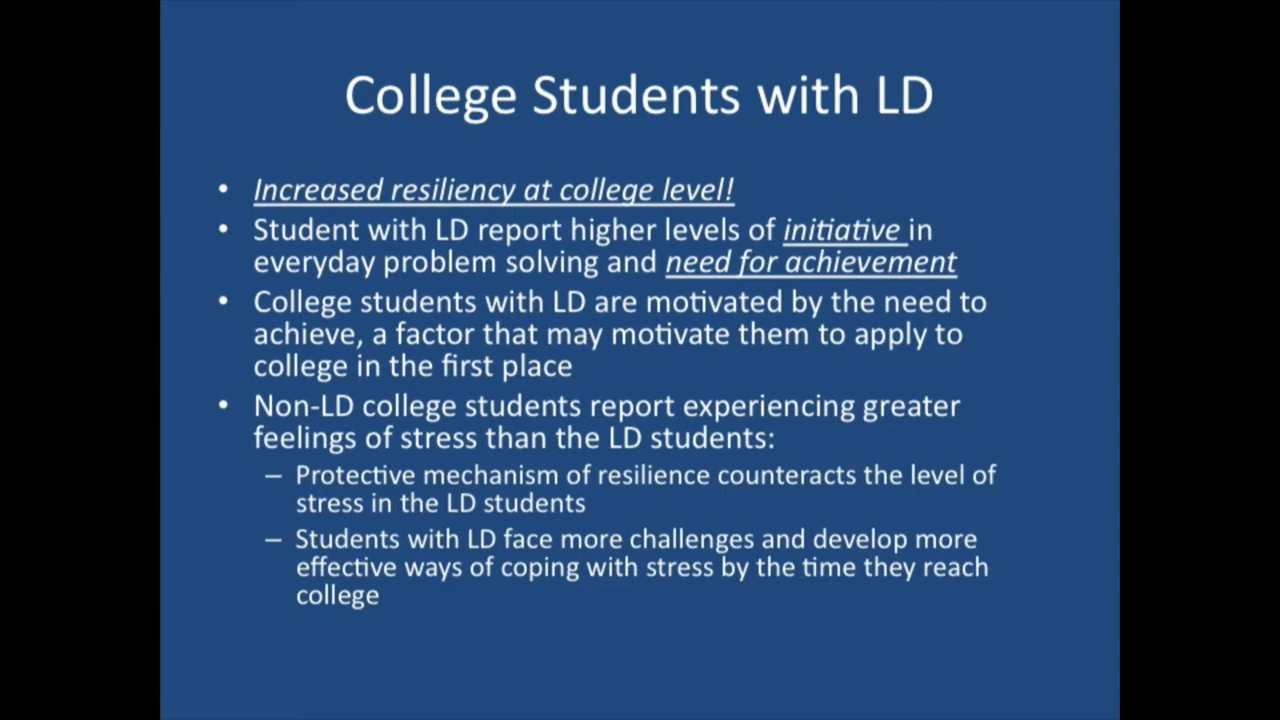 College Students with LD
• Increased resiliency at college level!
• Student with LD report higher levels of initiative in
everyday problem solving and need for achievement
• College students with LD are motivated by the need to
achieve, a factor that may motivate them to apply to
college in the first place
• Non-LD college students report experiencing greater
feelings of stress than the LD students:
– Protective mechanism of resilience counteracts the level of
stress in the LD students
– Students with LD face more challenges and develop more
effective ways of coping with stress by the time they reach
college